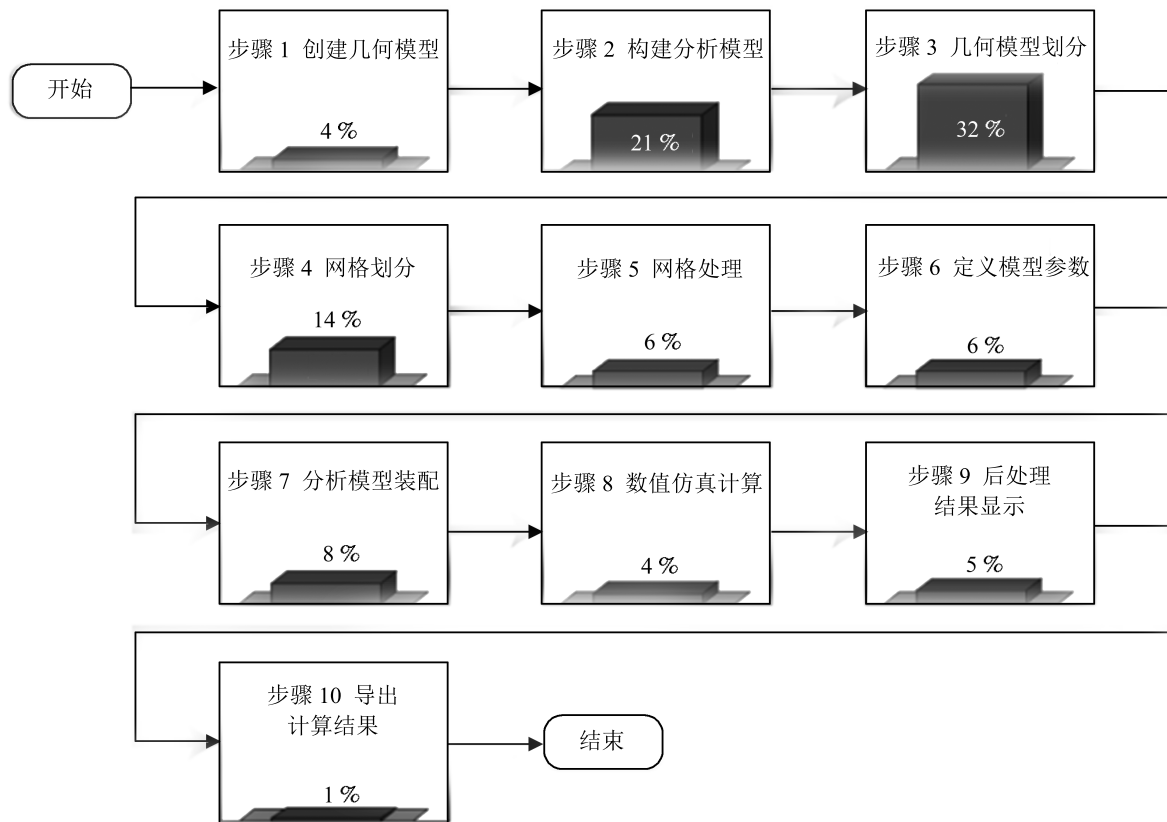 开始
步骤 1 创建几何模型
4 %
步骤 2 构建分析模型
21 %
步骤 3 几何模型划分
32 %
步骤 4 网格划分
14 %
步骤 5 网格处理
6 %
步骤 6 定义模型参数
6 %
步骤 7 分析模型装配
8 %
步骤 8 数值仿真计算
4 %
步骤 9 后处理
结果显示
5 %
步骤 10 导出
计算结果
1 %
结束